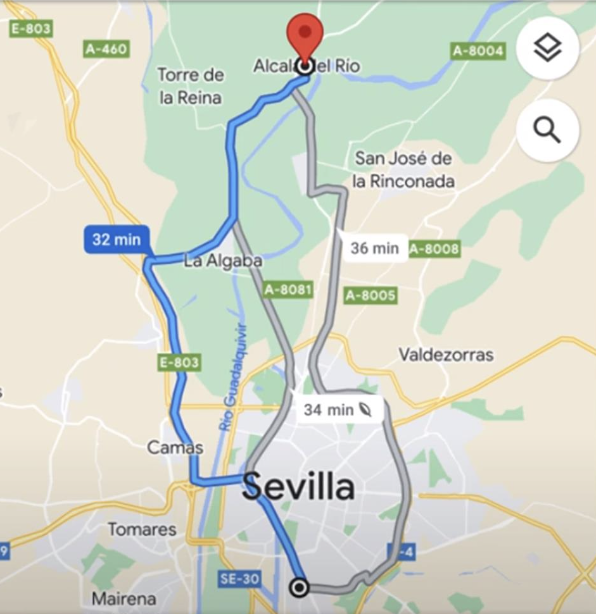 E-803
A-460
Alcalá del Río
A-8004
Torre de
la Reina
San José de
la Rinconada
32 min
36 min
A-8008
La Algaba
A-8081
A-8005
Río Guadalquivir
Valdezorras
E-803
34 min
Camas
Sevilla
Tomares
9
-4
SE-30
Mairena